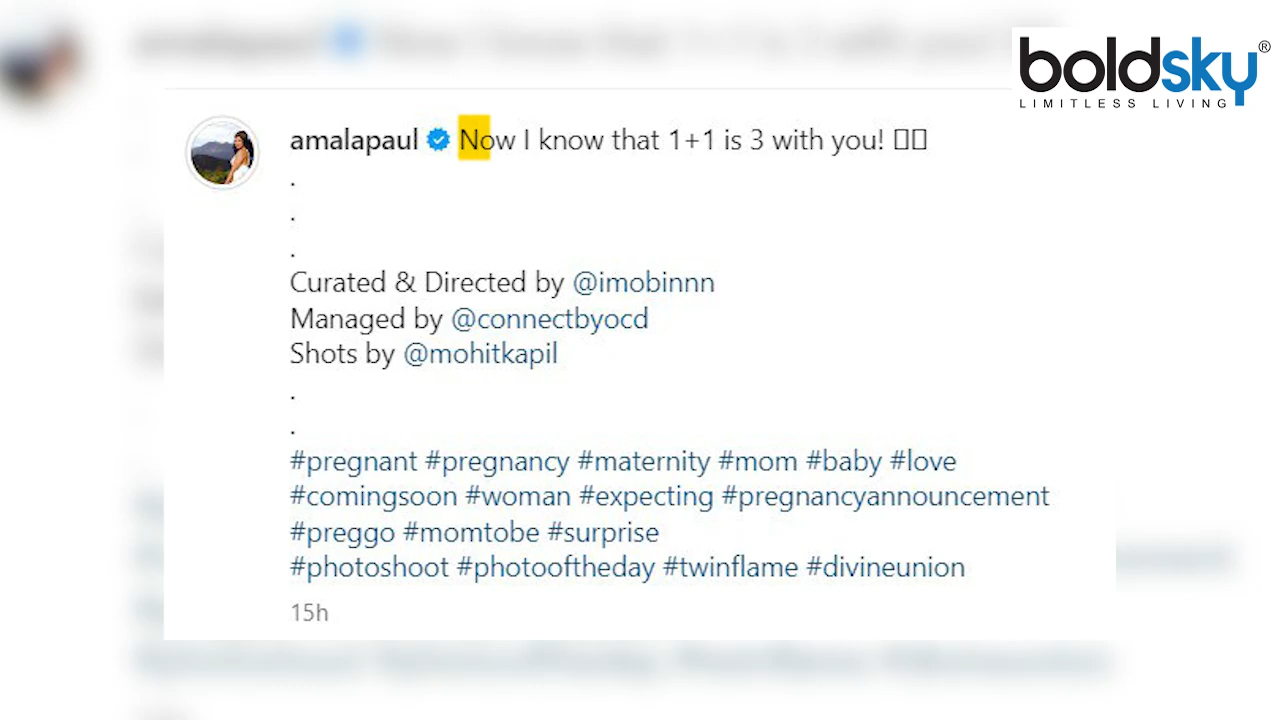 boldsky®
LIMITLESS LIVING
amalapaul Now I know that 1+1 is 3 with you! ▯▯
.
.
.
Curated & Directed by @imobinnn
Managed by @connectbyocd
Shots by @mohitkapil
.
.
#pregnant #pregnancy #maternity #mom #baby #love
#comingsoon #woman #expecting #pregnancyannouncement
#preggo #momtobe #surprise
#photoshoot #photooftheday #twinflame #divineunion
15h